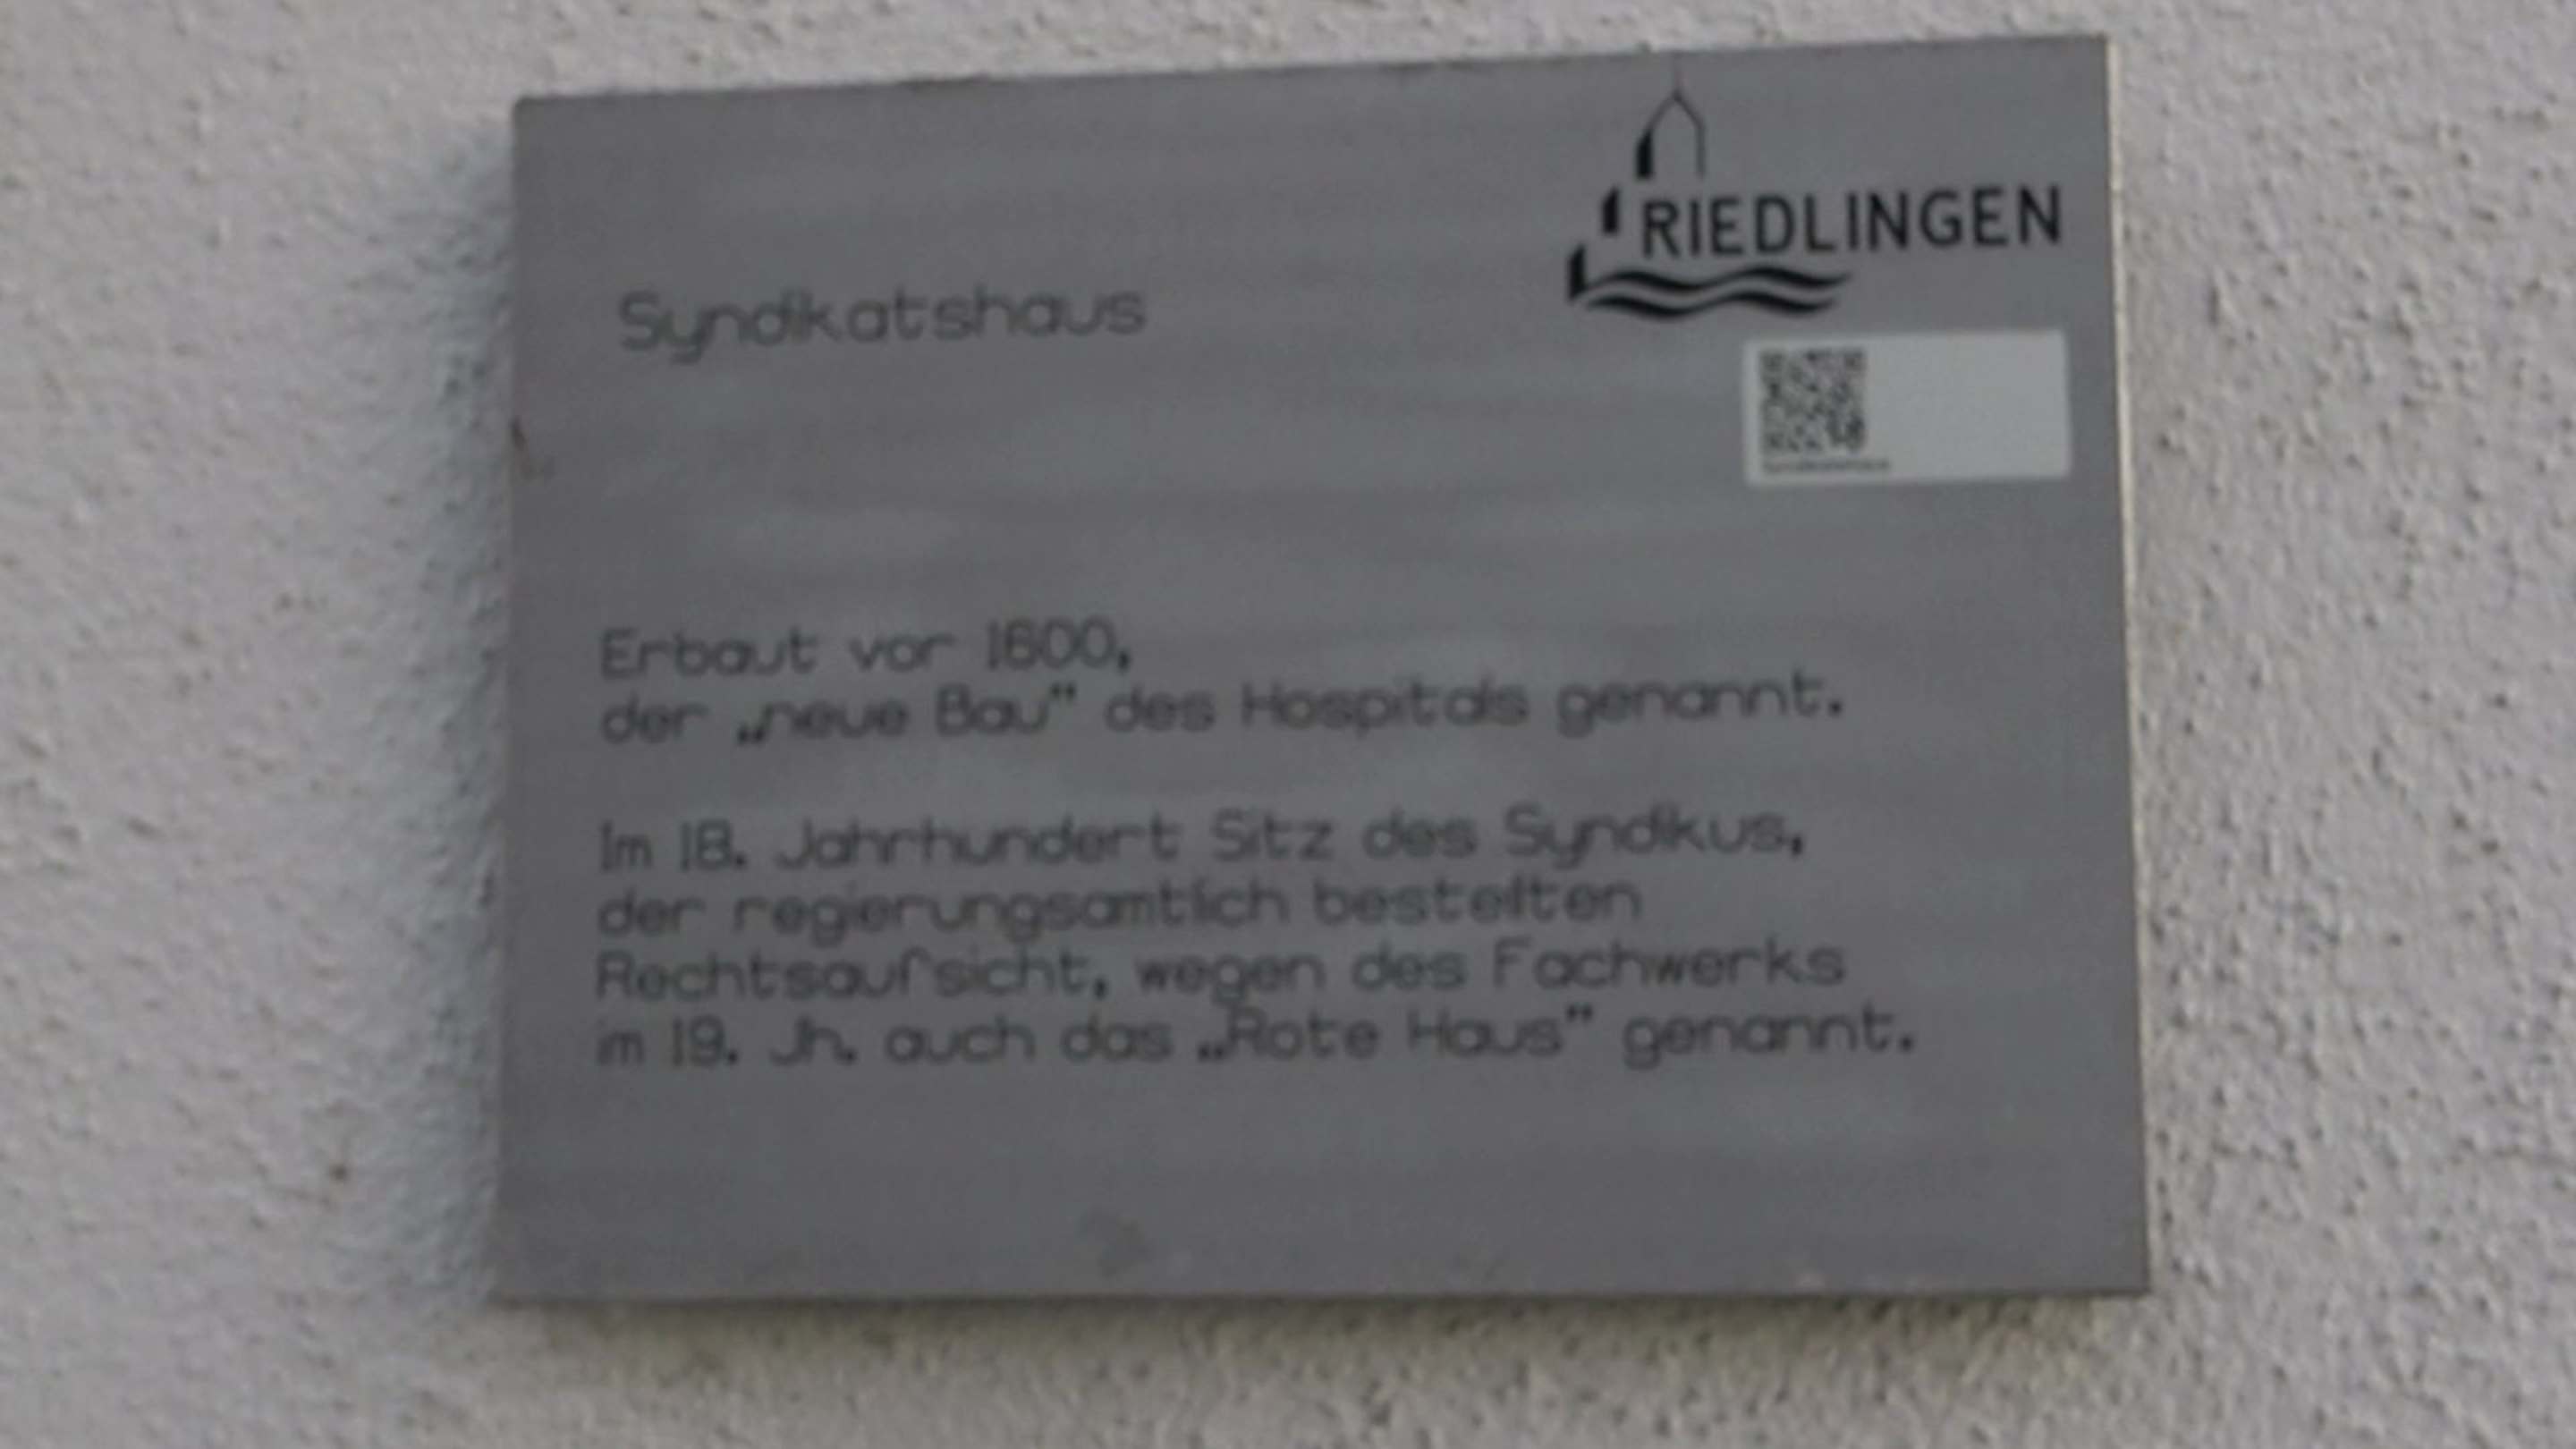 RIEDLINGEN
Syndikatshaus
Erbaut vor 1600,
der „neue Bau" des Hospitals genannt.
Im 18. Jahrhundert Sitz des Syndikus,
der regierungsamtlich bestellten
Rechtsaufsicht, wegen des Fachwerks
im 19. Jh. auch das „Rote Haus" genannt.